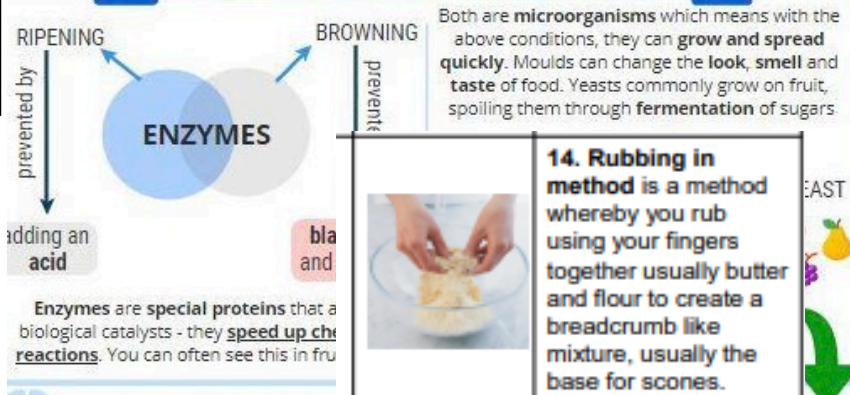 RIPENING
BROWNING
prevented by
ENZYMES
adding an
acid
and
Enzymes are special proteins that
biological catalysts - they speed up
reactions. You can often see this in
Both are microorganisms which means with the
above conditions, they can grow and spread
quickly. Moulds can change the look, smell and
taste of food. Yeasts commonly grow on fruit,
spoiling them through fermentation of sugars
14. Rubbing in
method is a method
whereby you rub
using your fingers
together usually butter
and flour to create a
breadcrumb like
mixture, usually the
base for scones.